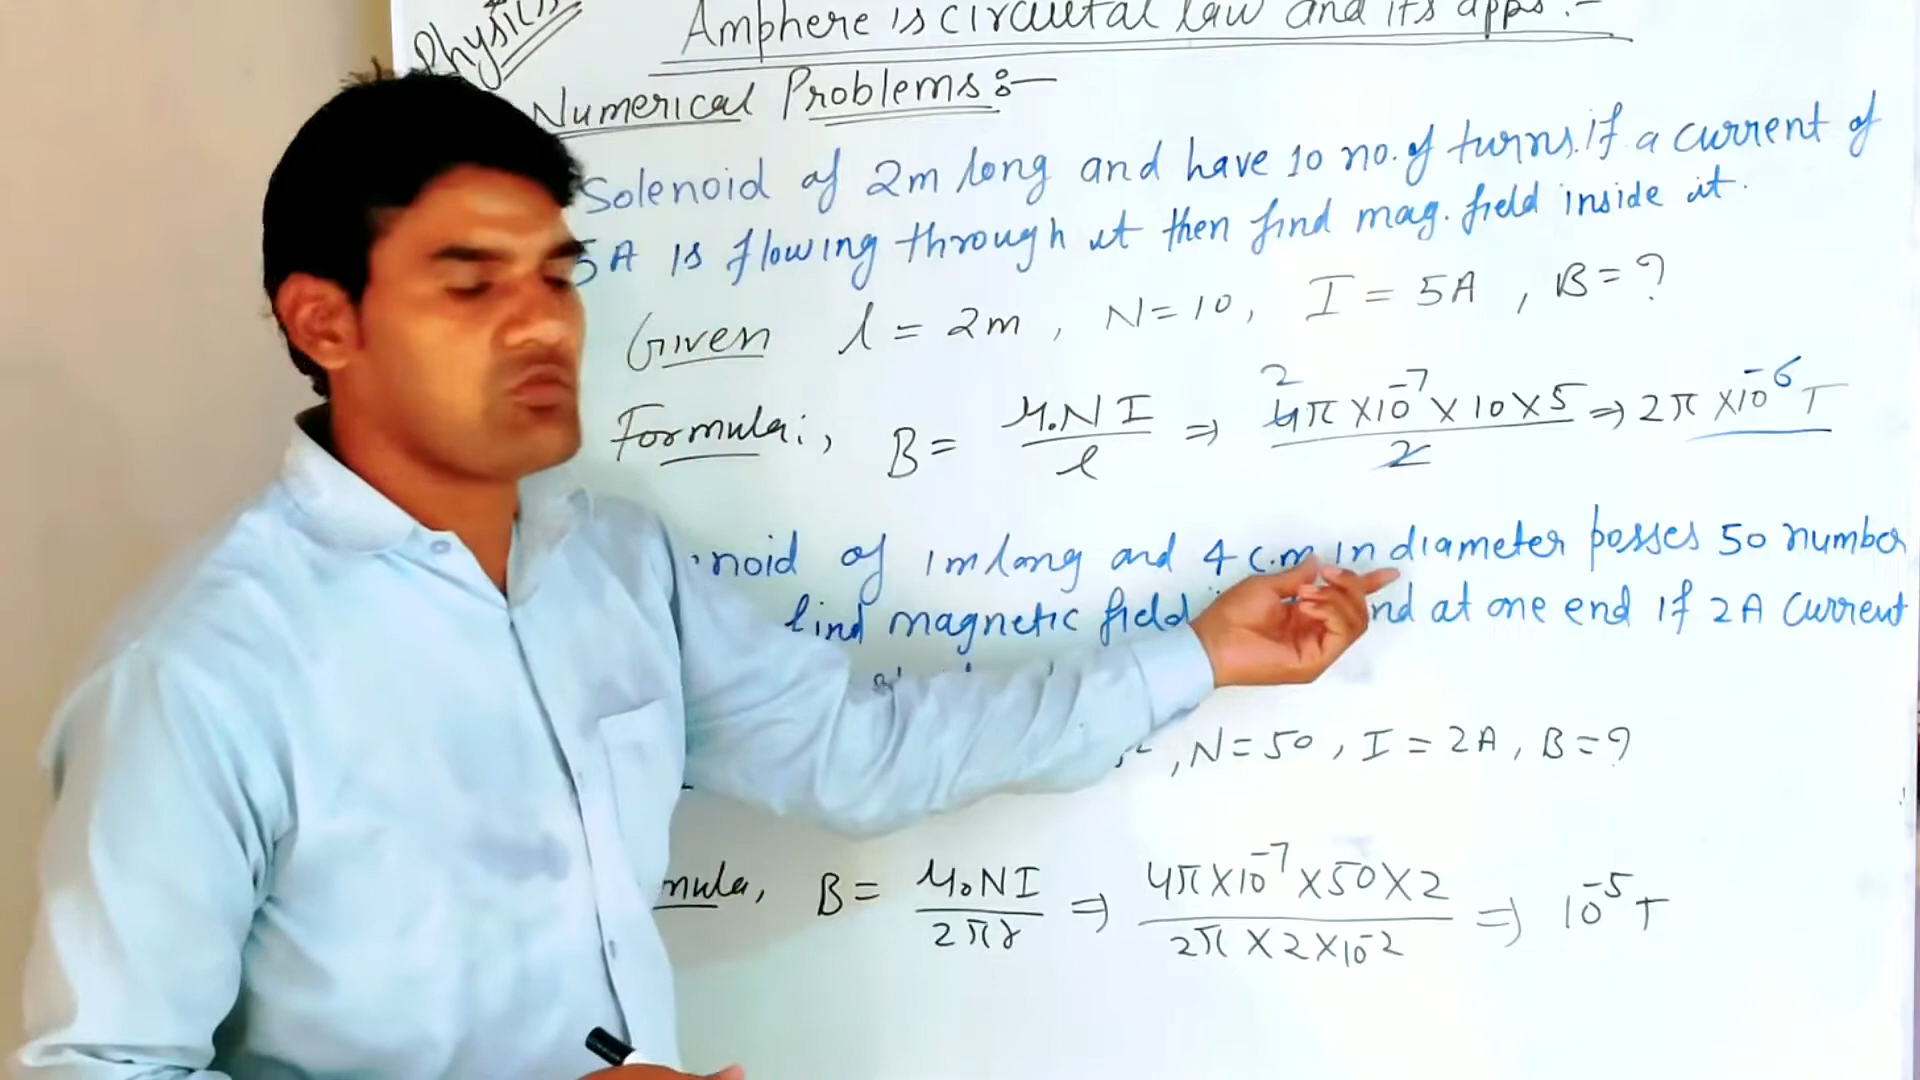 Physics
Amphere is circuetal law and its apps:-
Numerical Problems:-
Solenoid of 2m long and have 10 no. of turns. If a current of
5A is flowing through it then find mag. field inside it.
Given l = 2m , N = 10 , I = 5A , B = ?
Formula:, B = μ₀NI / l ⇒ 2 4π × 10⁻⁷ × 10 × 5 / 2 ⇒ 2π × 10⁻⁶ T
noid of 1m long and 4 c.m in diameter posses 50 number
find magnetic field nd at one end if 2A current
, N = 50 , I = 2A , B = ?
mula, B = μ₀NI / 2πr ⇒ 4π × 10⁻⁷ × 50 × 2 / 2π × 2 × 10⁻² ⇒ 10⁻⁵ T